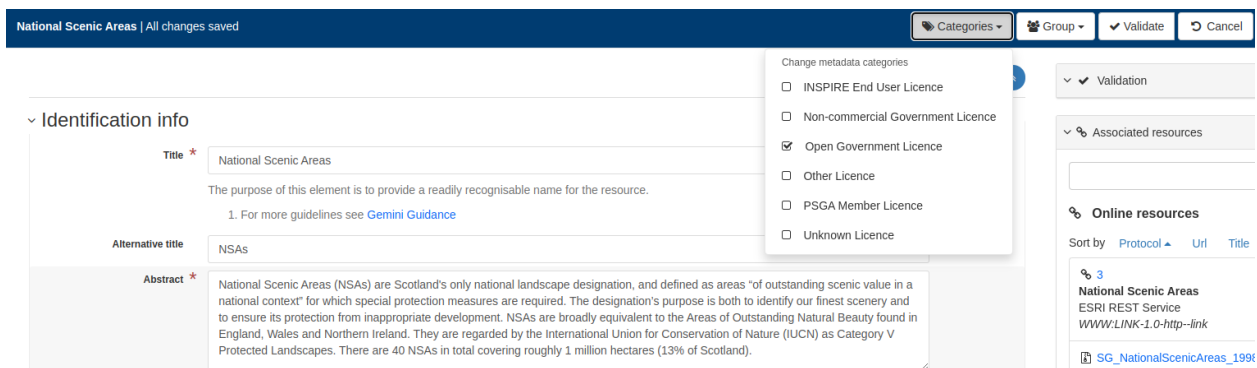 National Scenic Areas | All changes saved
Categories
Group
Validate
Cancel
Change metadata categories
INSPIRE End User Licence
Non-commercial Government Licence
Open Government Licence
Other Licence
PSGA Member Licence
Unknown Licence
Identification info
Title *
National Scenic Areas
The purpose of this element is to provide a readily recognisable name for the resource.
1. For more guidelines see Gemini Guidance
Alternative title
NSAs
Abstract *
National Scenic Areas (NSAs) are Scotland's only national landscape designation, and defined as areas “of outstanding scenic value in a
national context” for which special protection measures are required. The designation's purpose is both to identify our finest scenery and
to ensure its protection from inappropriate development. NSAs are broadly equivalent to the Areas of Outstanding Natural Beauty found in
England, Wales and Northern Ireland. They are regarded by the International Union for Conservation of Nature (IUCN) as Category V
Protected Landscapes. There are 40 NSAs in total covering roughly 1 million hectares (13% of Scotland).
Validation
Associated resources
Online resources
Sort by Protocol Url Title
3
National Scenic Areas
ESRI REST Service
WWW:LINK-1.0-http--link
SG_NationalScenicAreas_1998